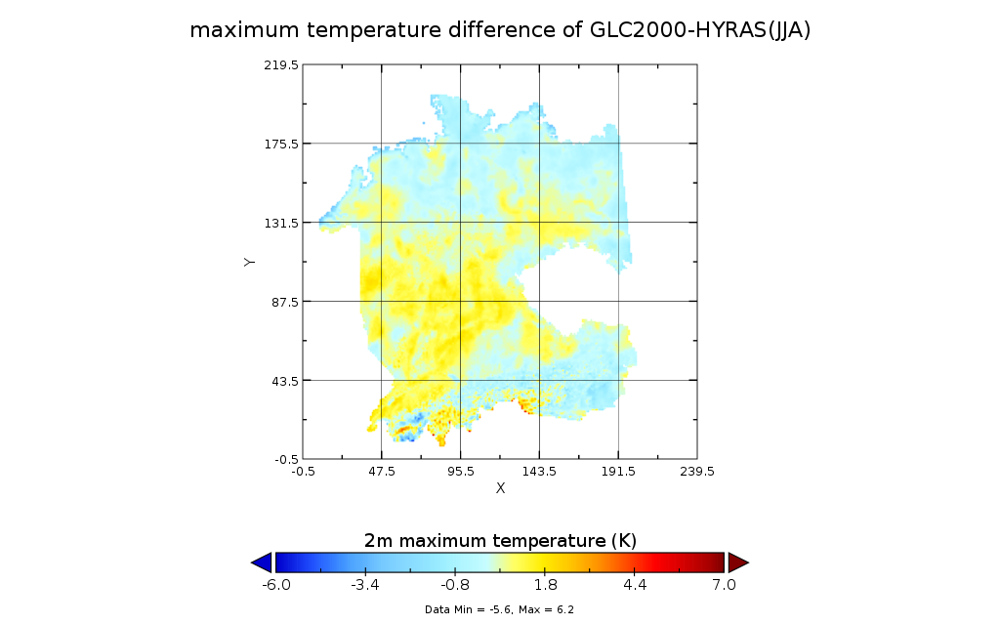 maximum temperature difference of GLC2000-HYRAS(JJA)
219.5
175.5
131.5
Y
87.5
43.5
-0.5
-0.5 47.5 95.5 143.5 191.5 239.5
X
2m maximum temperature (K)
-6.0 -3.4 -0.8 1.8 4.4 7.0
Data Min = -5.6, Max = 6.2